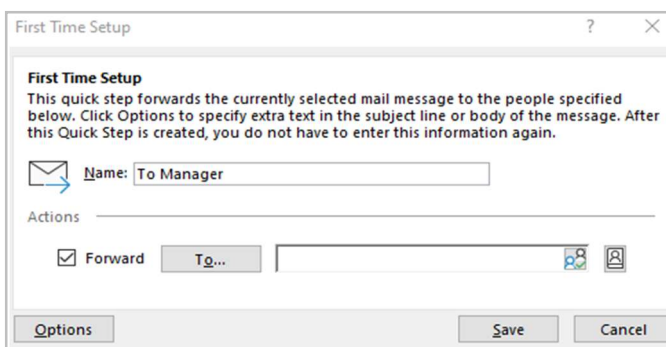 First Time Setup ?
First Time Setup
This quick step forwards the currently selected mail message to the people specified
below. Click Options to specify extra text in the subject line or body of the message. After
this Quick Step is created, you do not have to enter this information again.
Name: To Manager
Actions
Forward To...
Options Save Cancel